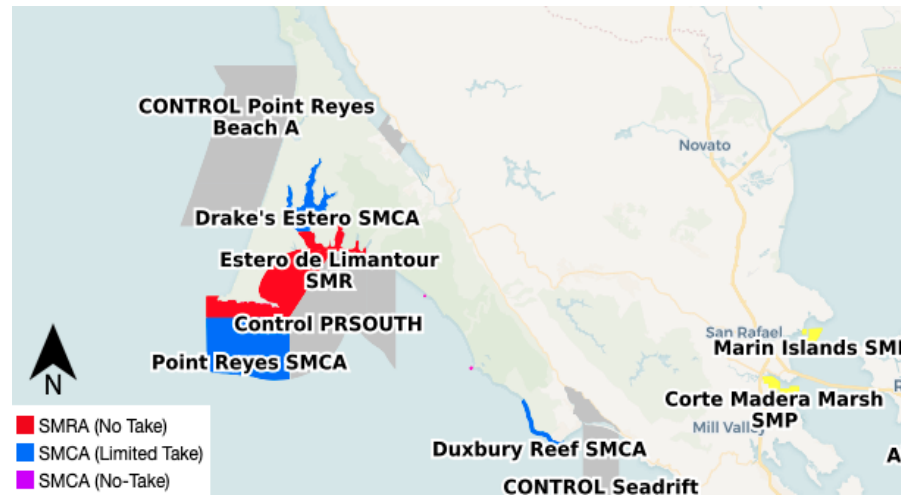 CONTROL Point Reyes
Beach A
Novato
Drake's Estero SMCA
Estero de Limantour
SMR
Control PRSOUTH
San Rafael
Marin Islands SM
Point Reyes SMCA
N
Corte Madera Marsh
SMP
Mill Valley
SMRA (No Take)
SMCA (Limited Take)
SMCA (No-Take)
Duxbury Reef SMCA
A
CONTROL Seadrift